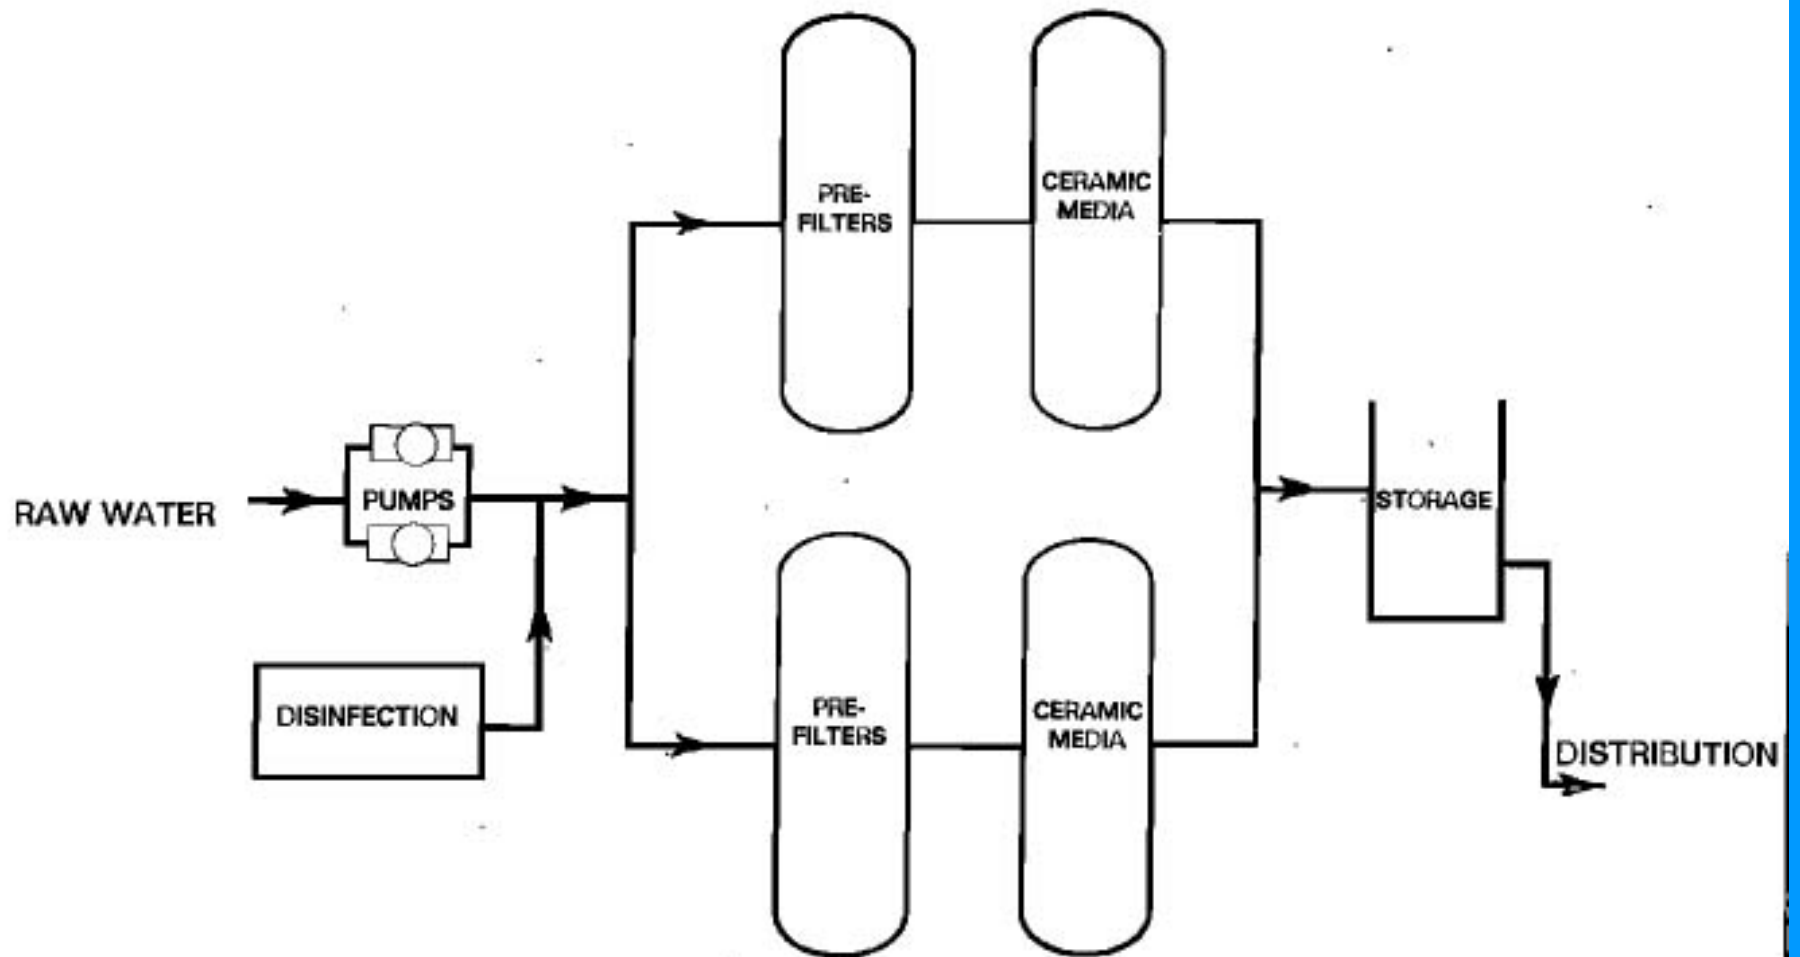 RAW WATER
PUMPS
DISINFECTION
PRE-
FILTERS
CERAMIC
MEDIA
PRE-
FILTERS
CERAMIC
MEDIA
STORAGE
DISTRIBUTION